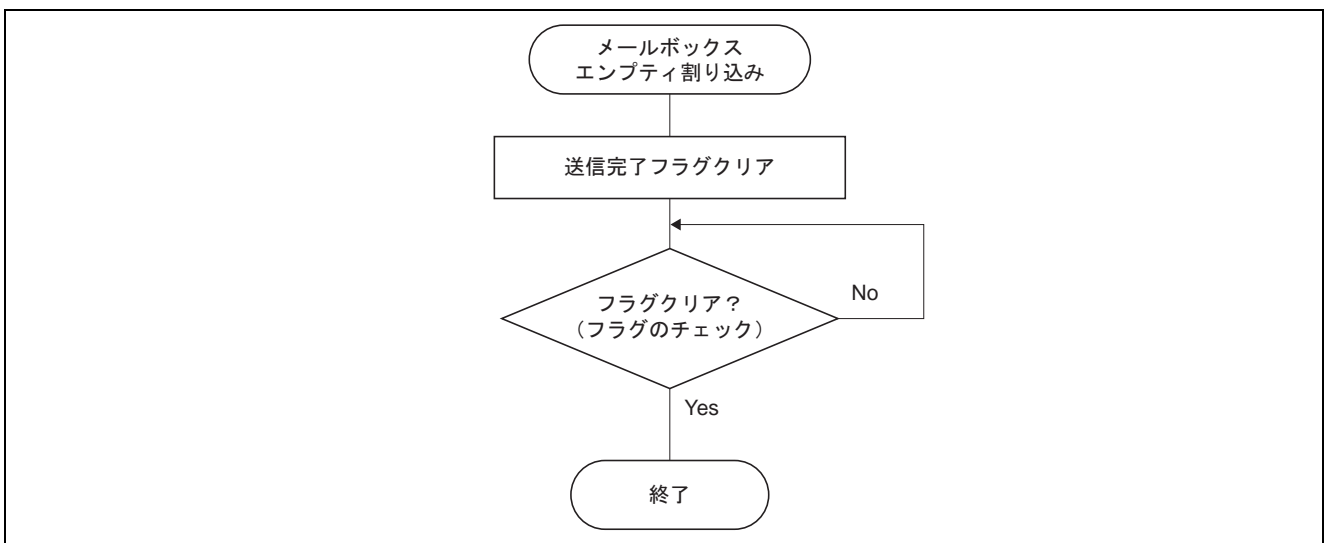 メールボックス
エンプティ割り込み
送信完了フラグクリア
フラグクリア？
（フラグのチェック）
No
Yes
終了